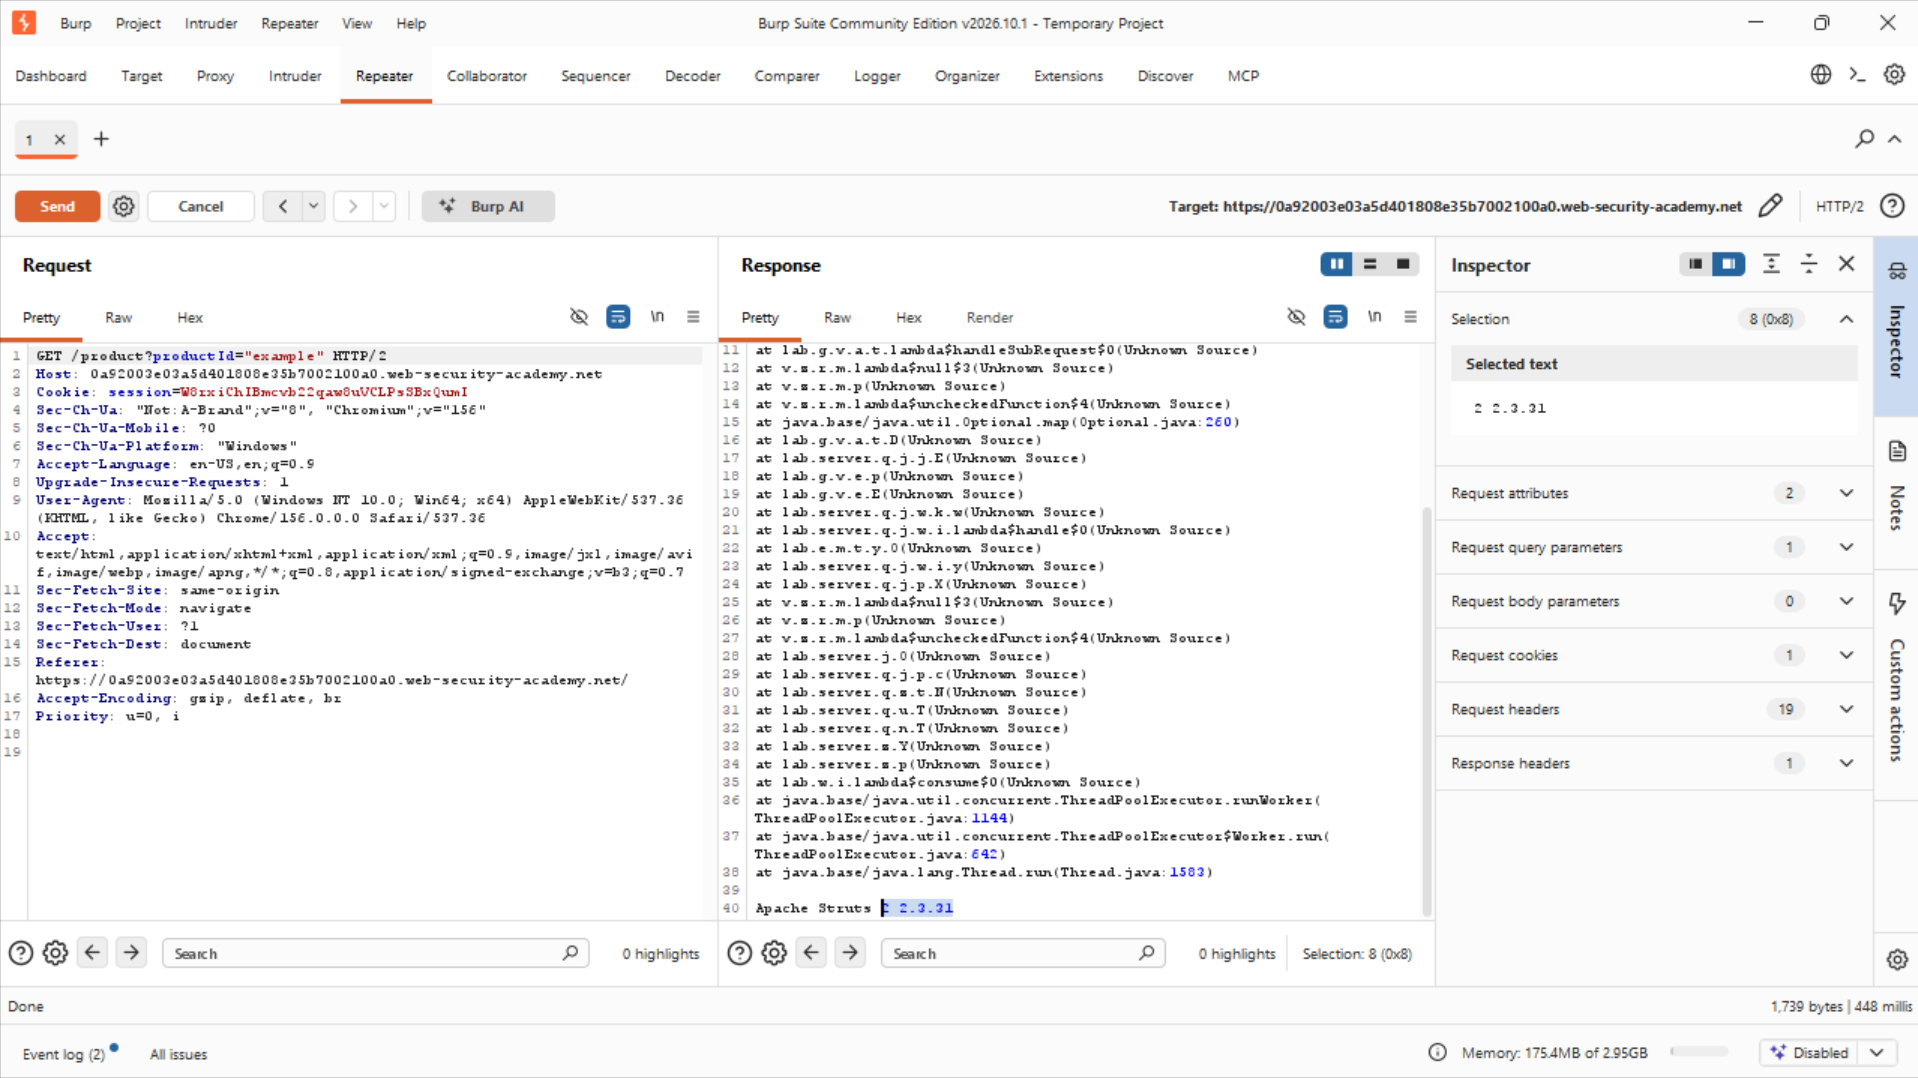 Burp Project Intruder Repeater View Help
Burp Suite Community Edition v2026.10.1 - Temporary Project
Dashboard Target Proxy Intruder Repeater Collaborator Sequencer Decoder Comparer Logger Organizer Extensions Discover MCP
1
Send Cancel Burp AI
Target: https://0a92003e03a5d401808e35b7002100a0.web-security-academy.net
HTTP/2
Request
Pretty Raw Hex
\n
1 GET /product?productId="example" HTTP/2
2 Host: 0a92003e03a5d401808e35b7002100a0.web-security-academy.net
3 Cookie: session=W8rxiChIBmcvb22qaw8uVCLPsSBxQumI
4 Sec-Ch-Ua: "Not:A-Brand";v="8", "Chromium";v="156"
5 Sec-Ch-Ua-Mobile: ?0
6 Sec-Ch-Ua-Platform: "Windows"
7 Accept-Language: en-US,en;q=0.9
8 Upgrade-Insecure-Requests: 1
9 User-Agent: Mozilla/5.0 (Windows NT 10.0; Win64; x64) AppleWebKit/537.36
(KHTML, like Gecko) Chrome/156.0.0.0 Safari/537.36
10 Accept:
text/html,application/xhtml+xml,application/xml;q=0.9,image/jxl,image/avi
f,image/webp,image/apng,*/*;q=0.8,application/signed-exchange;v=b3;q=0.7
11 Sec-Fetch-Site: same-origin
12 Sec-Fetch-Mode: navigate
13 Sec-Fetch-User: ?1
14 Sec-Fetch-Dest: document
15 Referer:
https://0a92003e03a5d401808e35b7002100a0.web-security-academy.net/
16 Accept-Encoding: gzip, deflate, br
17 Priority: u=0, i
18
19
Search
0 highlights
Response
Pretty Raw Hex Render
\n
11 at lab.g.v.a.t.lambda$handleSubRequest$0(Unknown Source)
12 at v.z.r.m.lambda$null$3(Unknown Source)
13 at v.z.r.m.p(Unknown Source)
14 at v.z.r.m.lambda$uncheckedFunction$4(Unknown Source)
15 at java.base/java.util.Optional.map(Optional.java:260)
16 at lab.g.v.a.t.D(Unknown Source)
17 at lab.server.q.j.j.E(Unknown Source)
18 at lab.g.v.e.p(Unknown Source)
19 at lab.g.v.e.E(Unknown Source)
20 at lab.server.q.j.w.k.w(Unknown Source)
21 at lab.server.q.j.w.i.lambda$handle$0(Unknown Source)
22 at lab.e.m.t.y.O(Unknown Source)
23 at lab.server.q.j.w.i.y(Unknown Source)
24 at lab.server.q.j.p.X(Unknown Source)
25 at v.z.r.m.lambda$null$3(Unknown Source)
26 at v.z.r.m.p(Unknown Source)
27 at v.z.r.m.lambda$uncheckedFunction$4(Unknown Source)
28 at lab.server.j.O(Unknown Source)
29 at lab.server.q.j.p.c(Unknown Source)
30 at lab.server.q.z.t.N(Unknown Source)
31 at lab.server.q.u.T(Unknown Source)
32 at lab.server.q.n.T(Unknown Source)
33 at lab.server.z.Y(Unknown Source)
34 at lab.server.z.p(Unknown Source)
35 at lab.w.i.lambda$consume$0(Unknown Source)
36 at java.base/java.util.concurrent.ThreadPoolExecutor.runWorker(
ThreadPoolExecutor.java:1144)
37 at java.base/java.util.concurrent.ThreadPoolExecutor$Worker.run(
ThreadPoolExecutor.java:642)
38 at java.base/java.lang.Thread.run(Thread.java:1583)
39
40 Apache Struts 2 2.3.31
Search
0 highlights
Selection: 8 (0x8)
Inspector
Selection 8 (0x8)
Selected text
2 2.3.31
Request attributes 2
Request query parameters 1
Request body parameters 0
Request cookies 1
Request headers 19
Response headers 1
Inspector
Notes
Custom actions
Done
1,739 bytes | 448 millis
Event log (2) All issues
Memory: 175.4MB of 2.95GB
Disabled